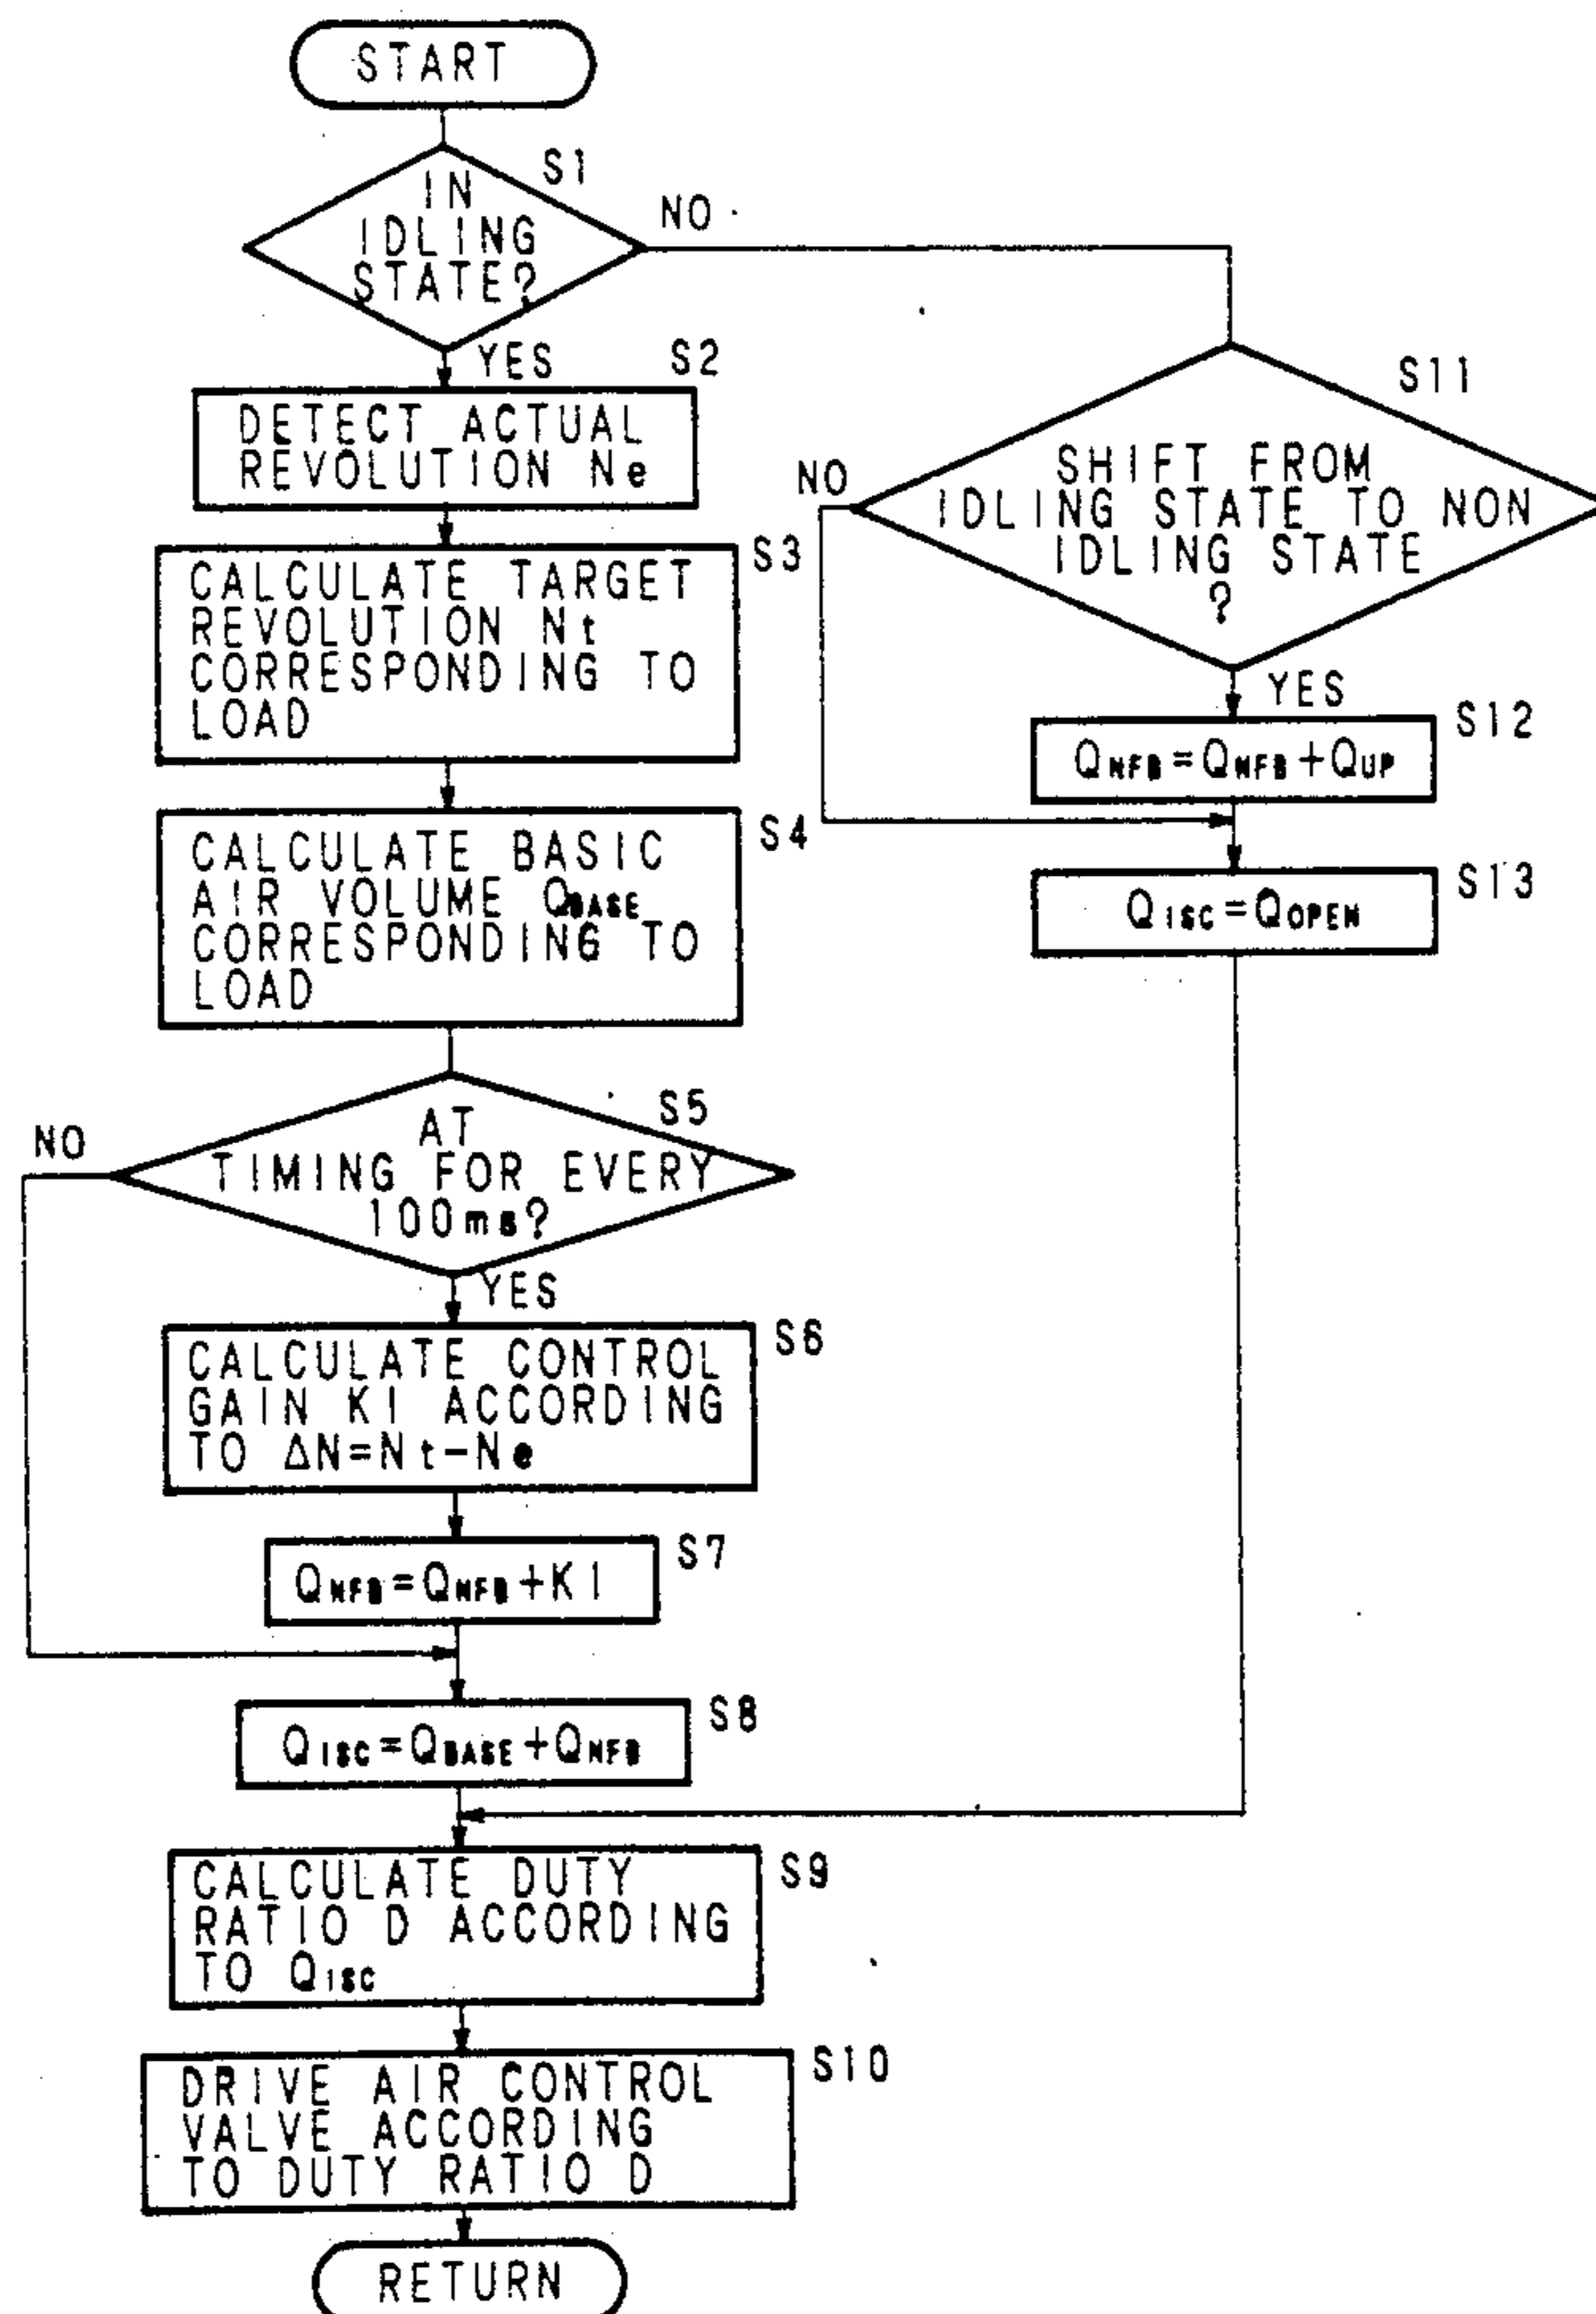 START
S1
IN
IDLING
STATE?
NO
YES
S2
DETECT ACTUAL
REVOLUTION Ne
S3
CALCULATE TARGET
REVOLUTION Nt
CORRESPONDING TO
LOAD
S4
CALCULATE BASIC
AIR VOLUME QBASE
CORRESPONDING TO
LOAD
S5
AT
TIMING FOR EVERY
100ms?
NO
YES
S6
CALCULATE CONTROL
GAIN KI ACCORDING
TO ΔN=Nt-Ne
S7
QNFB=QNFB+KI
S8
QISC=QBASE+QNFB
S9
CALCULATE DUTY
RATIO D ACCORDING
TO QISC
S10
DRIVE AIR CONTROL
VALVE ACCORDING
TO DUTY RATIO D
RETURN
S11
SHIFT FROM
IDLING STATE TO NON
IDLING STATE
?
NO
YES
S12
QNFB=QNFB+QUP
S13
QISC=QOPEN